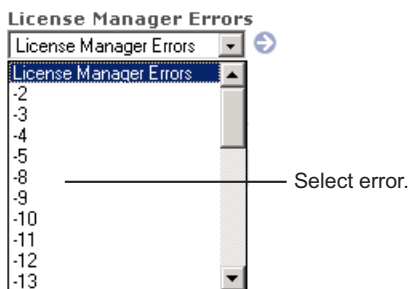 License Manager Errors
License Manager Errors
License Manager Errors
-2
-3
-4
-5
-8
Select error.
-9
-10
-11
-12
-13